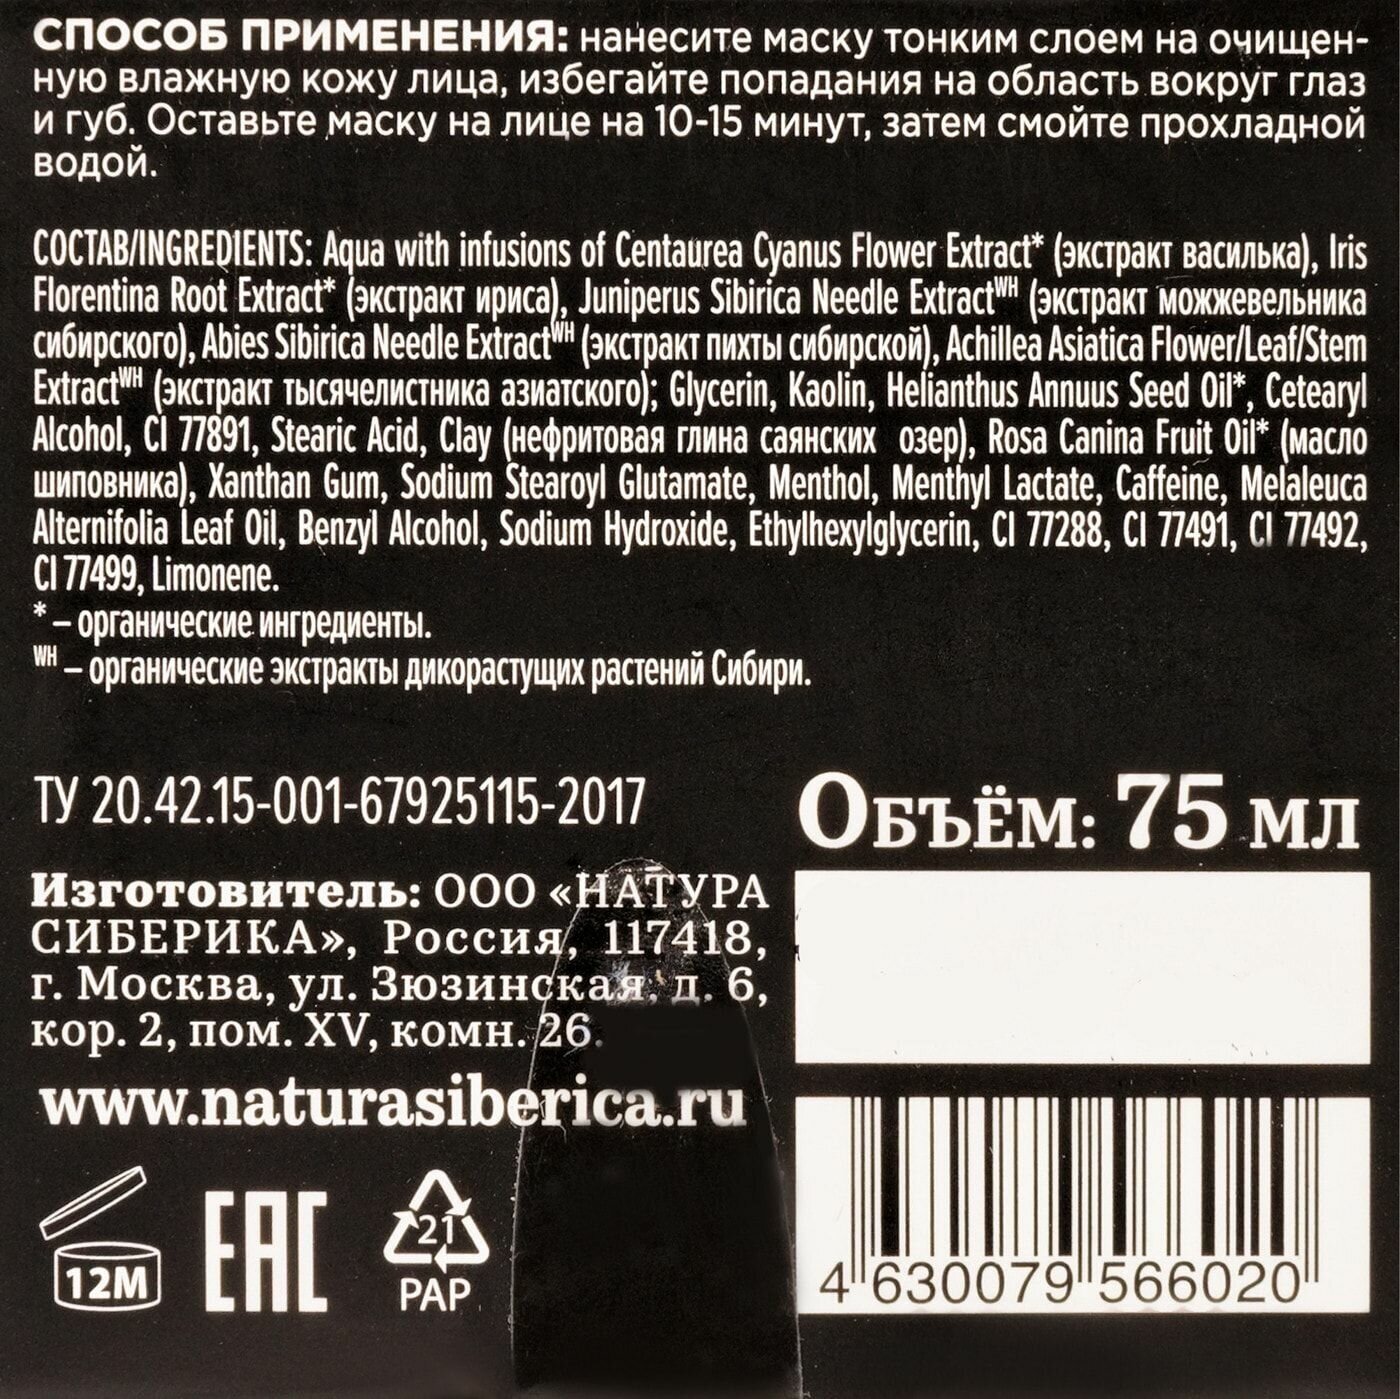 СПОСОБ ПРИМЕНЕНИЯ: нанесите маску тонким слоем на очищен-
ную влажную кожу лица, избегайте попадания на область вокруг глаз
и губ. Оставьте маску на лице на 10-15 минут, затем смойте прохладной
водой.
СОСТАВ/INGREDIENTS: Aqua with infusions of Centaurea Cyanus Flower Extract* (экстракт василька), Iris
Florentina Root Extract* (экстракт ириса), Juniperus Sibirica Needle Extract^WH (экстракт можжевельника
сибирского), Abies Sibirica Needle Extract^WH (экстракт пихты сибирской), Achillea Asiatica Flower/Leaf/Stem
Extract^WH (экстракт тысячелистника азиатского); Glycerin, Kaolin, Helianthus Annuus Seed Oil*, Cetearyl
Alcohol, CI 77891, Stearic Acid, Clay (нефритовая глина саянских озер), Rosa Canina Fruit Oil* (масло
шиповника), Xanthan Gum, Sodium Stearoyl Glutamate, Menthol, Menthyl Lactate, Caffeine, Melaleuca
Alternifolia Leaf Oil, Benzyl Alcohol, Sodium Hydroxide, Ethylhexylglycerin, CI 77288, CI 77491, CI 77492,
CI 77499, Limonene.
* – органические ингредиенты.
WH – органические экстракты дикорастущих растений Сибири.
ТУ 20.42.15-001-67925115-2017
Объём: 75 мл
Изготовитель: ООО «НАТУРА
СИБЕРИКА», Россия, 117418,
г. Москва, ул. Зюзинская, д. 6,
кор. 2, пом. XV, комн. 26.
www.naturasiberica.ru
12M
EAC
21
PAP
4 630079 566020